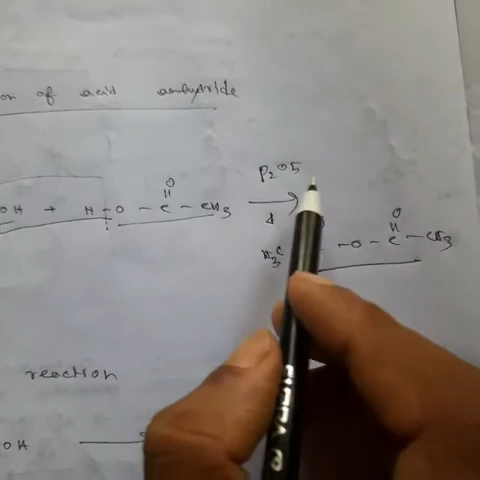 on of acid anhydride
O
P2O5
OH + H-O - C - CH3
Δ
O
H3C -O - C - CH3
reaction
OH